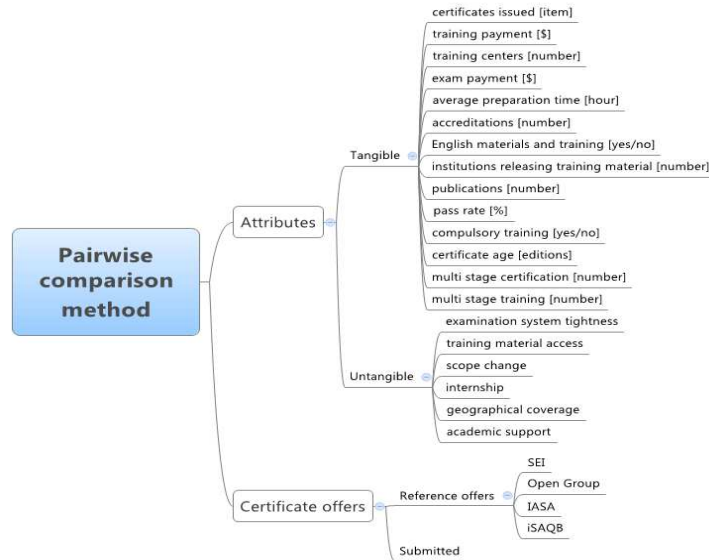 certificates issued [item]
training payment [$]
training centers [number]
exam payment [$]
average preparation time [hour]
accreditations [number]
English materials and training [yes/no]
Tangible
institutions releasing training material [number]
publications [number]
pass rate [%]
Attributes
compulsory training [yes/no]
certificate age [editions]
Pairwise
comparison
method
multi stage certification [number]
multi stage training [number]
examination system tightness
training material access
scope change
Untangible
internship
geographical coverage
academic support
SEI
Open Group
Reference offers
Certificate offers
IASA
iSAQB
Submitted